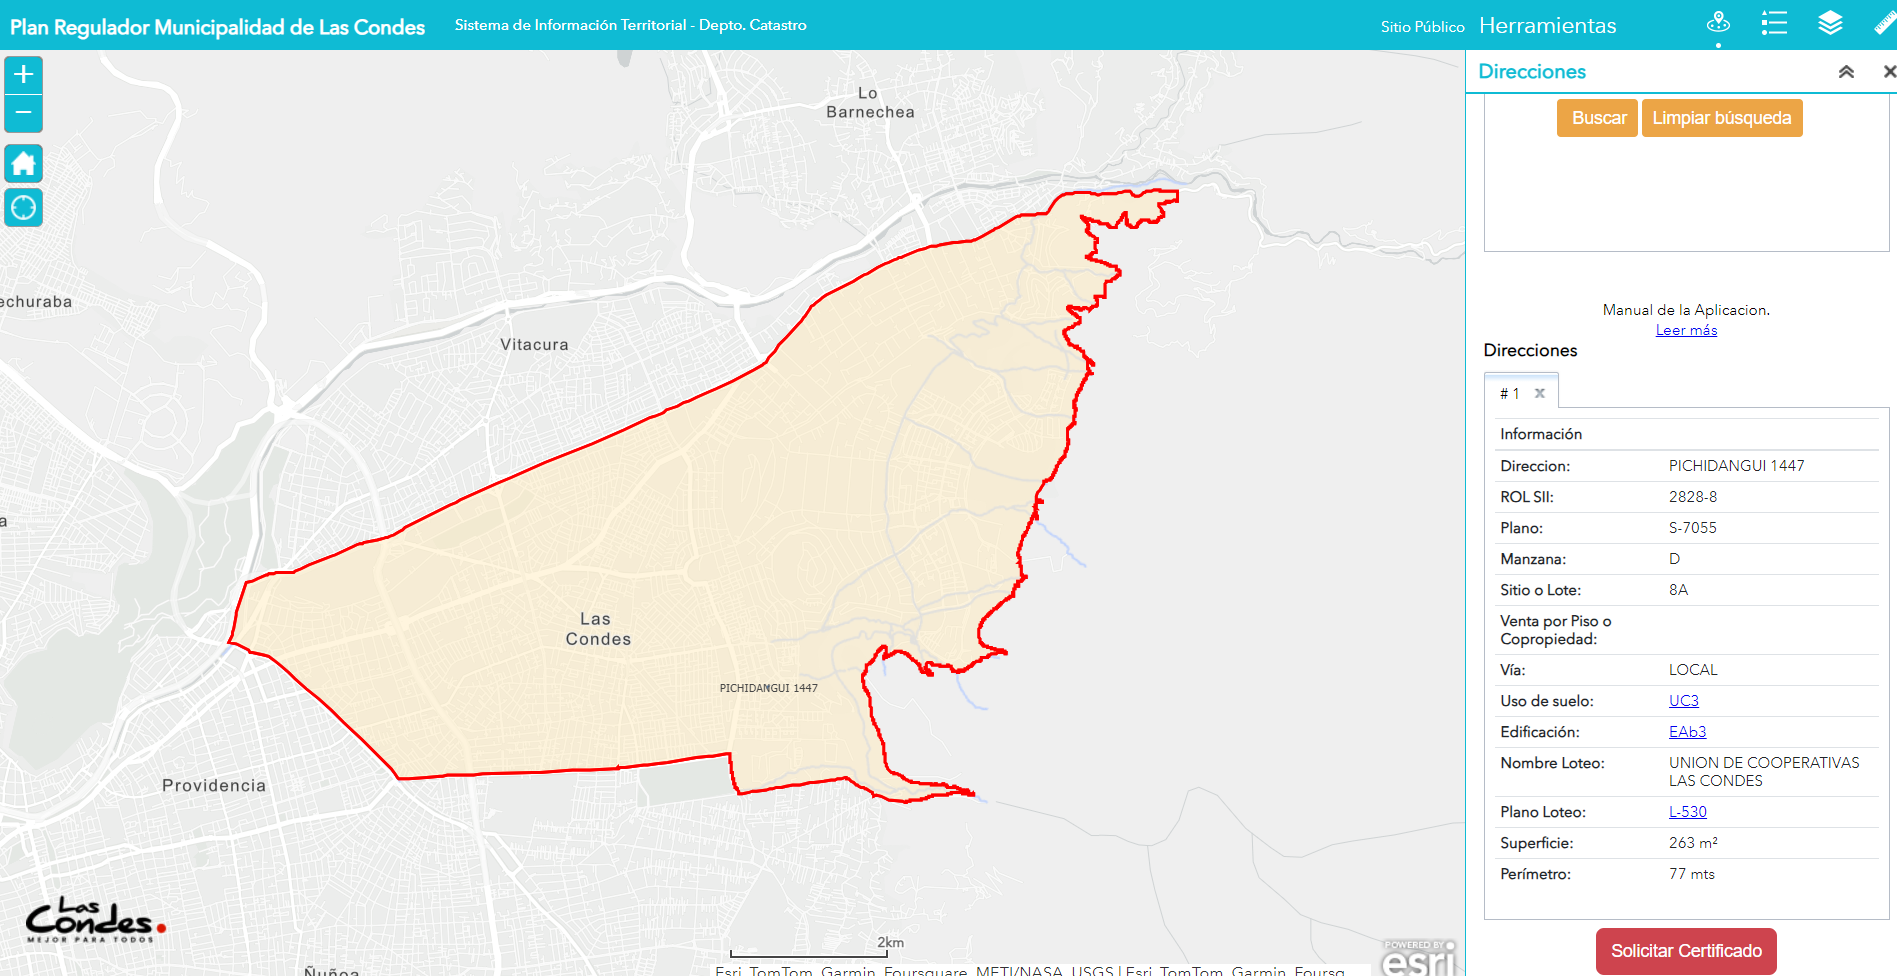 Plan Regulador Municipalidad de Las Condes
Sistema de Información Territorial - Depto. Catastro
Sitio Público
Herramientas
Direcciones
Buscar
Limpiar búsqueda
Manual de la Aplicacion.
Leer más
Direcciones
# 1
Información
Direccion: PICHIDANGUI 1447
ROL SII: 2828-8
Plano: S-7055
Manzana: D
Sitio o Lote: 8A
Venta por Piso o
Copropiedad:
Vía: LOCAL
Uso de suelo: UC3
Edificación: EAb3
Nombre Loteo: UNION DE COOPERATIVAS
LAS CONDES
Plano Loteo: L-530
Superficie: 263 m²
Perímetro: 77 mts
Solicitar Certificado
Lo
Barnechea
echuraba
Vitacura
a
Las
Condes
PICHIDANGUI 1447
Providencia
Ñuñoa
Las
Condes.
MEJOR PARA TODOS
2km
POWERED BY
esri
Esri, TomTom, Garmin, Foursquare, METI/NASA, USGS | Esri, TomTom, Garmin, Foursq